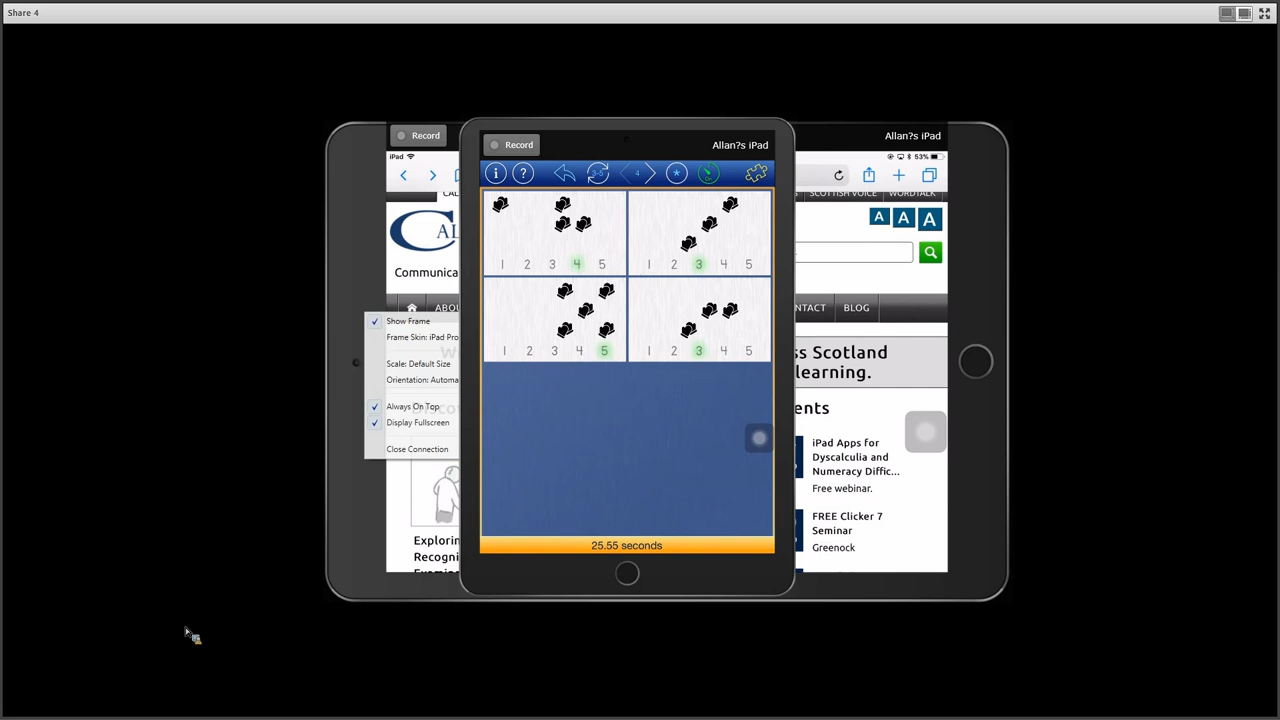 Share 4
Record
Allan?s iPad
Record
Allan?s iPad
iPad
53%
4
CAL
SCOTTISH VOICE
WORDTALK
A A A
Communica
ABOU
NTACT
BLOG
1 2 3 4 5
1 2 3 4 5
1 2 3 4 5
1 2 3 4 5
Show Frame
Frame Skin: iPad Pro
Scale: Default Size
Orientation: Automa
Always On Top
Display Fullscreen
Close Connection
ss Scotland
learning.
ents
iPad Apps for
Dyscalculia and
Numeracy Diffic...
Free webinar.
FREE Clicker 7
Seminar
Greenock
Explorin
Recogni
25.55 seconds